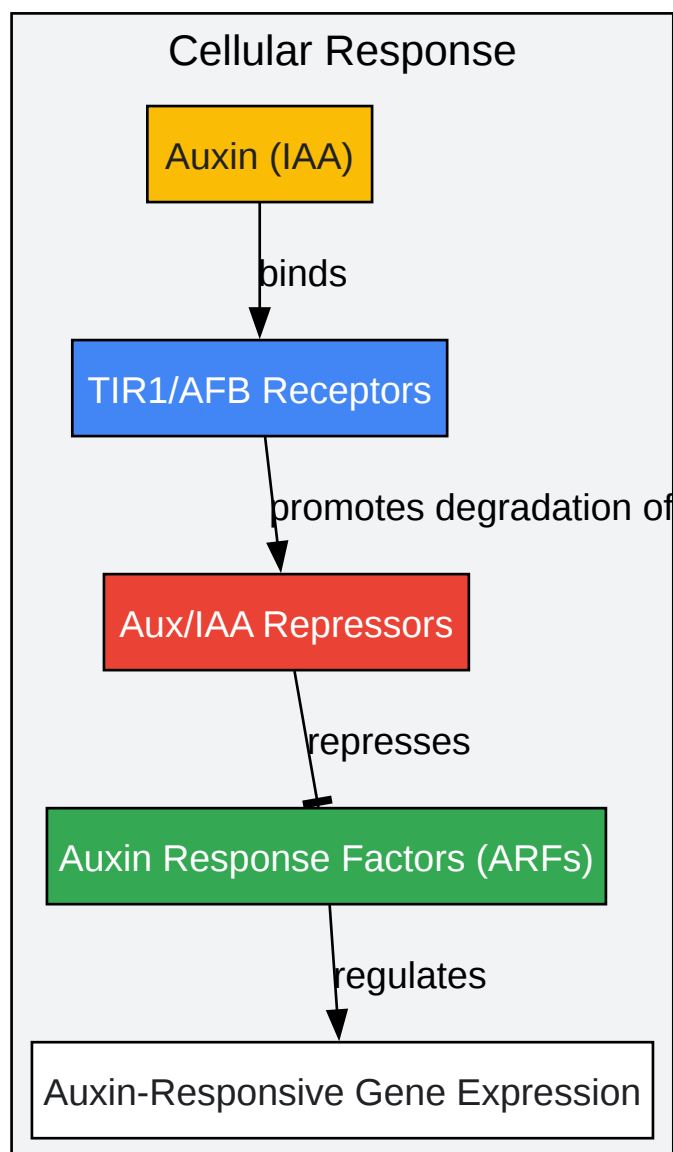 Cellular Response
Auxin (IAA)
binds
TIR1/AFB Receptors
promotes degradation of
Aux/IAA Repressors
represses
Auxin Response Factors (ARFs)
regulates
Auxin-Responsive Gene Expression